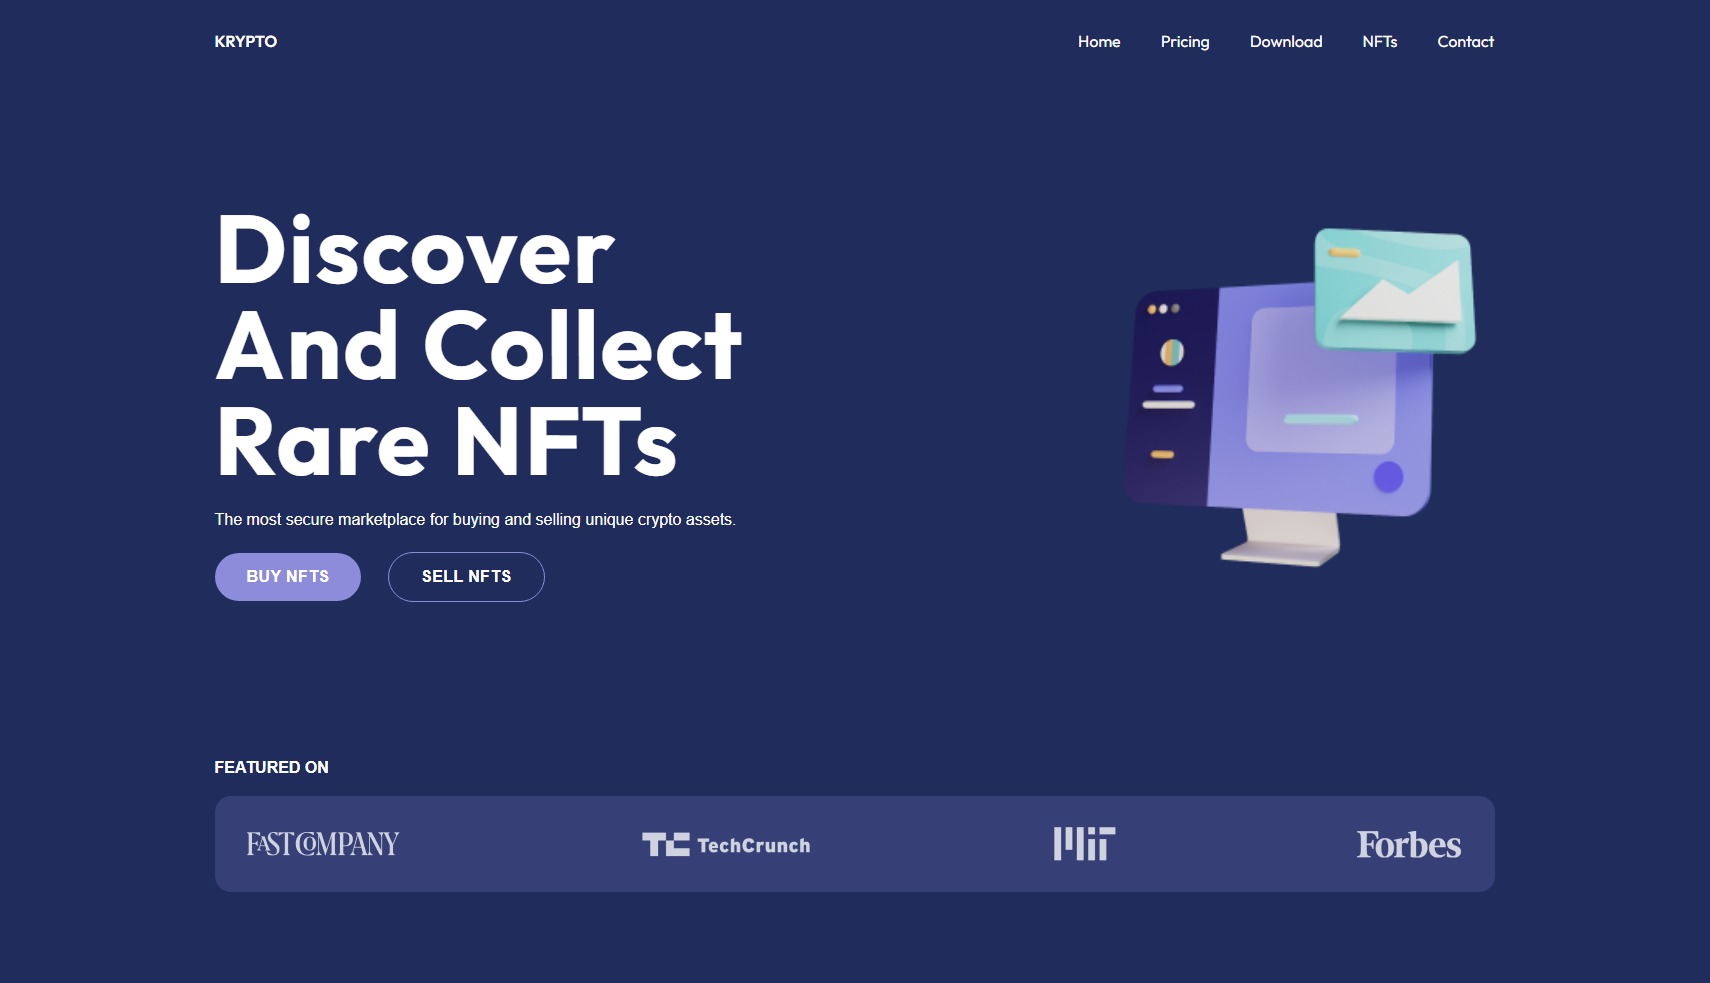 KRYPTO
Home Pricing Download NFTs Contact
Discover
And Collect
Rare NFTs
The most secure marketplace for buying and selling unique crypto assets.
BUY NFTS SELL NFTS
FEATURED ON
FAST COMPANY TC TechCrunch MIT Forbes